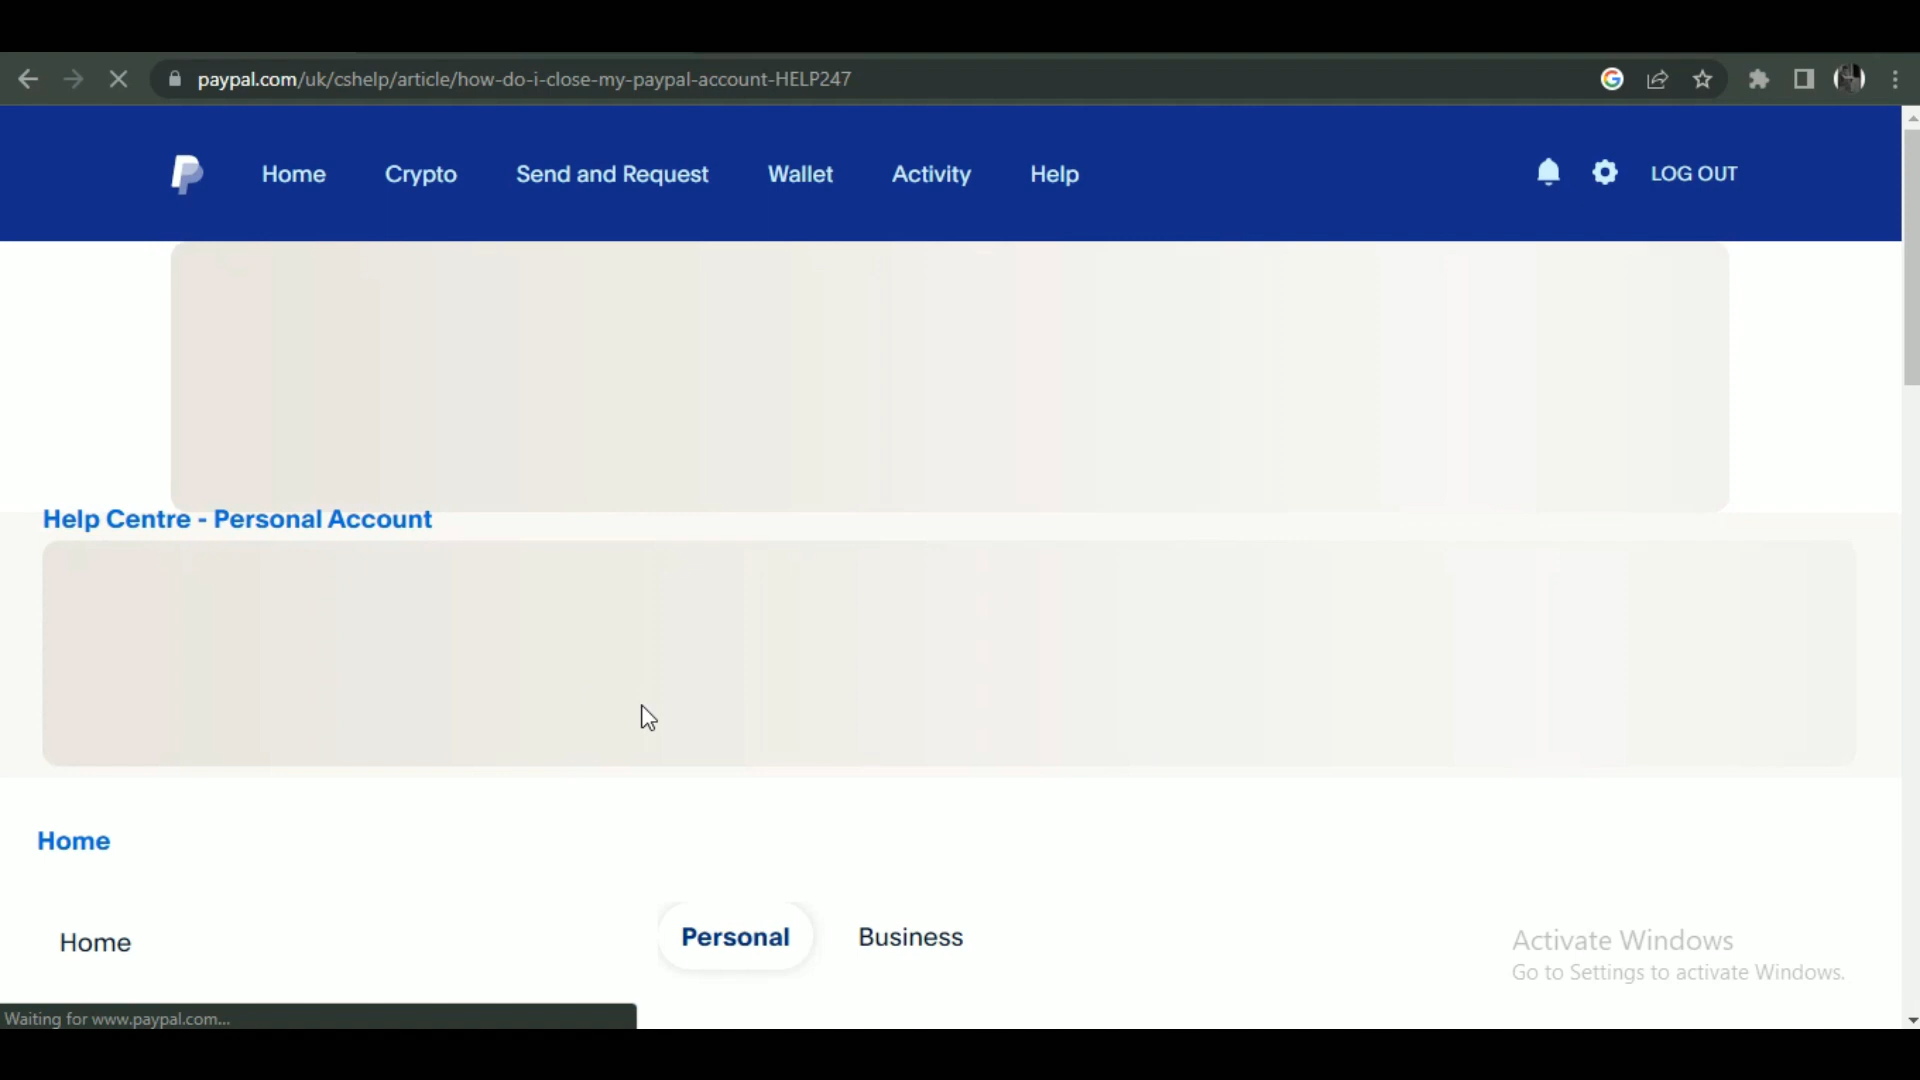 paypal.com/uk/cshelp/article/how-do-i-close-my-paypal-account-HELP247
Home Crypto Send and Request Wallet Activity Help LOG OUT
Help Centre - Personal Account
Home
Home Personal Business
Activate Windows
Go to Settings to activate Windows.
Waiting for www.paypal.com...